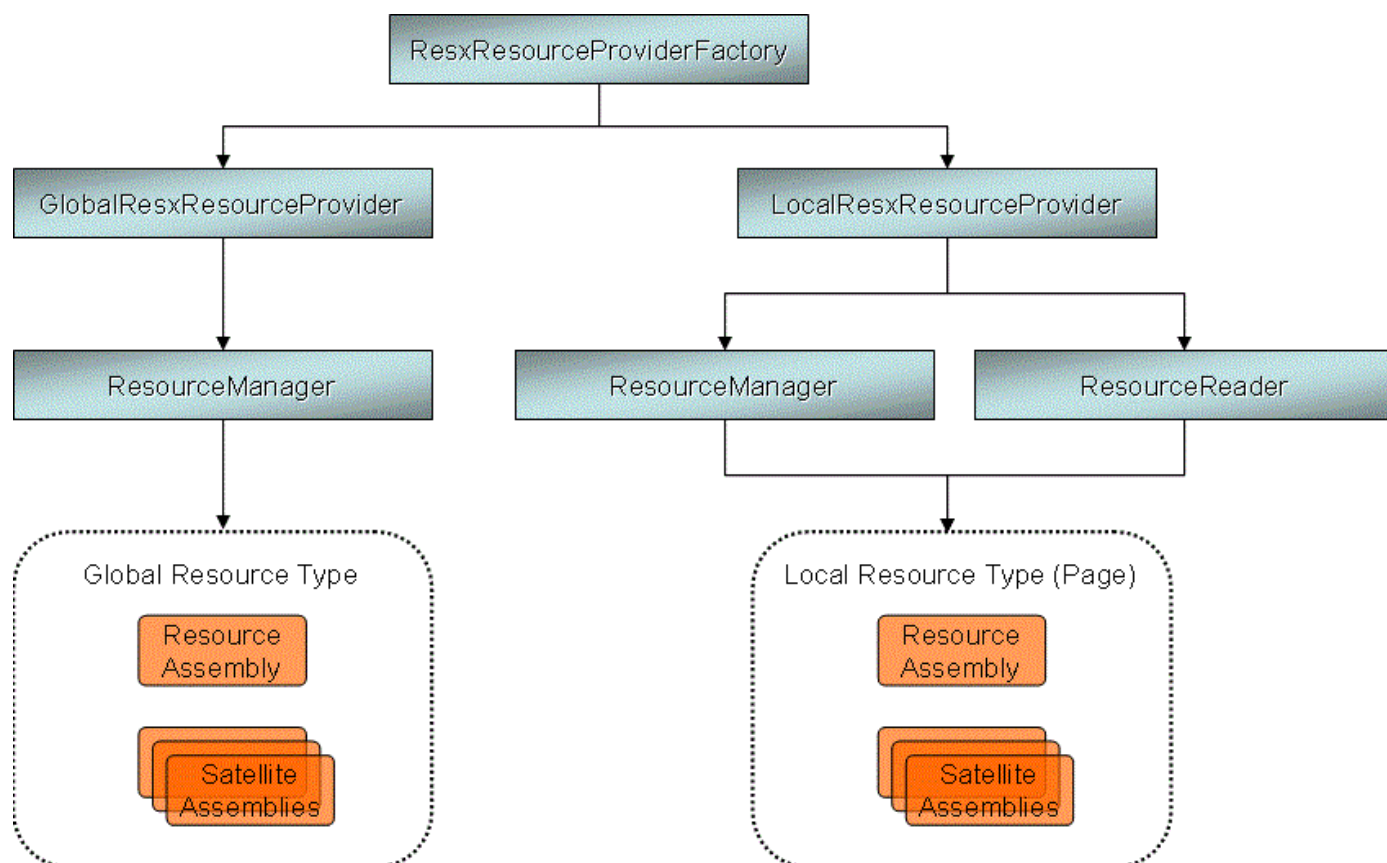 ResxResourceProviderFactory
GlobalResxResourceProvider
LocalResxResourceProvider
ResourceManager
ResourceManager
ResourceReader
Global Resource Type
Resource
Assembly
Satellite
Assemblies
Local Resource Type (Page)
Resource
Assembly
Satellite
Assemblies